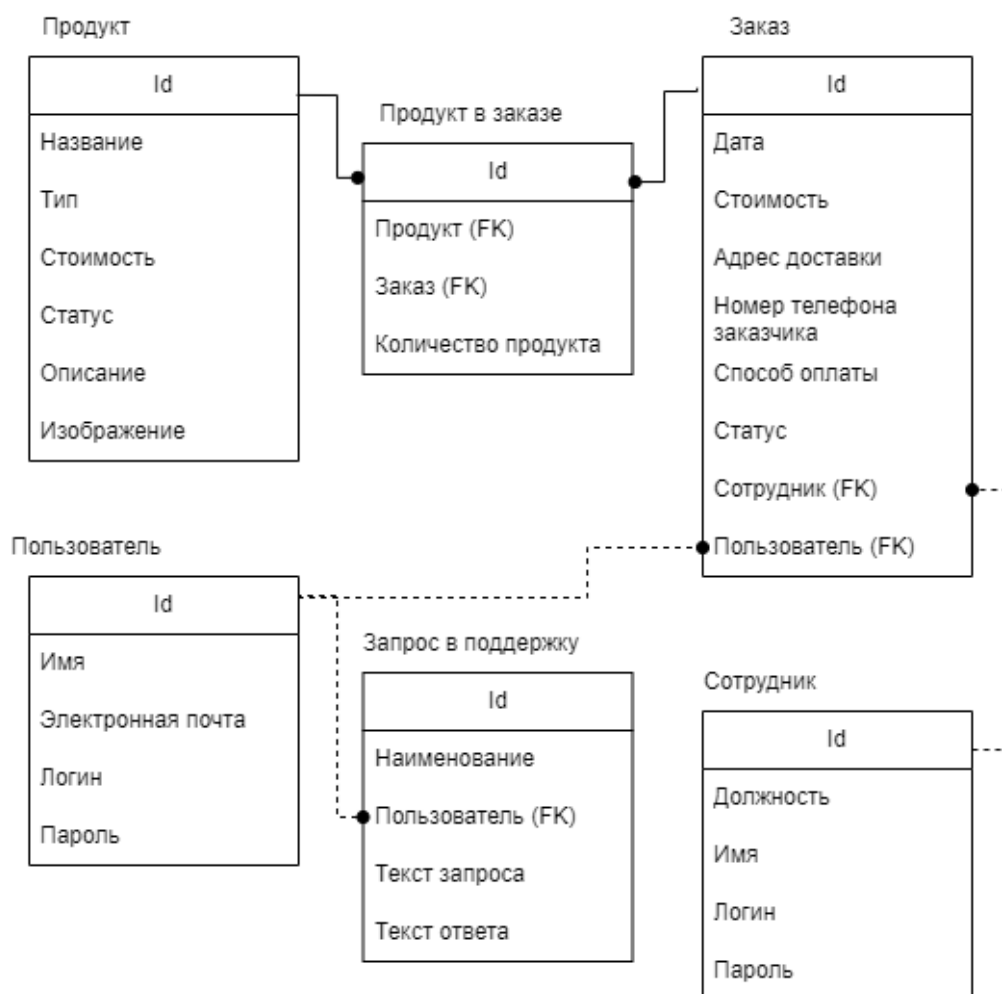 Продукт
Id
Название
Тип
Стоимость
Статус
Описание
Изображение
Продукт в заказе
Id
Продукт (FK)
Заказ (FK)
Количество продукта
Заказ
Id
Дата
Стоимость
Адрес доставки
Номер телефона
заказчика
Способ оплаты
Статус
Сотрудник (FK)
Пользователь (FK)
Пользователь
Id
Имя
Электронная почта
Логин
Пароль
Запрос в поддержку
Id
Наименование
Пользователь (FK)
Текст запроса
Текст ответа
Сотрудник
Id
Должность
Имя
Логин
Пароль